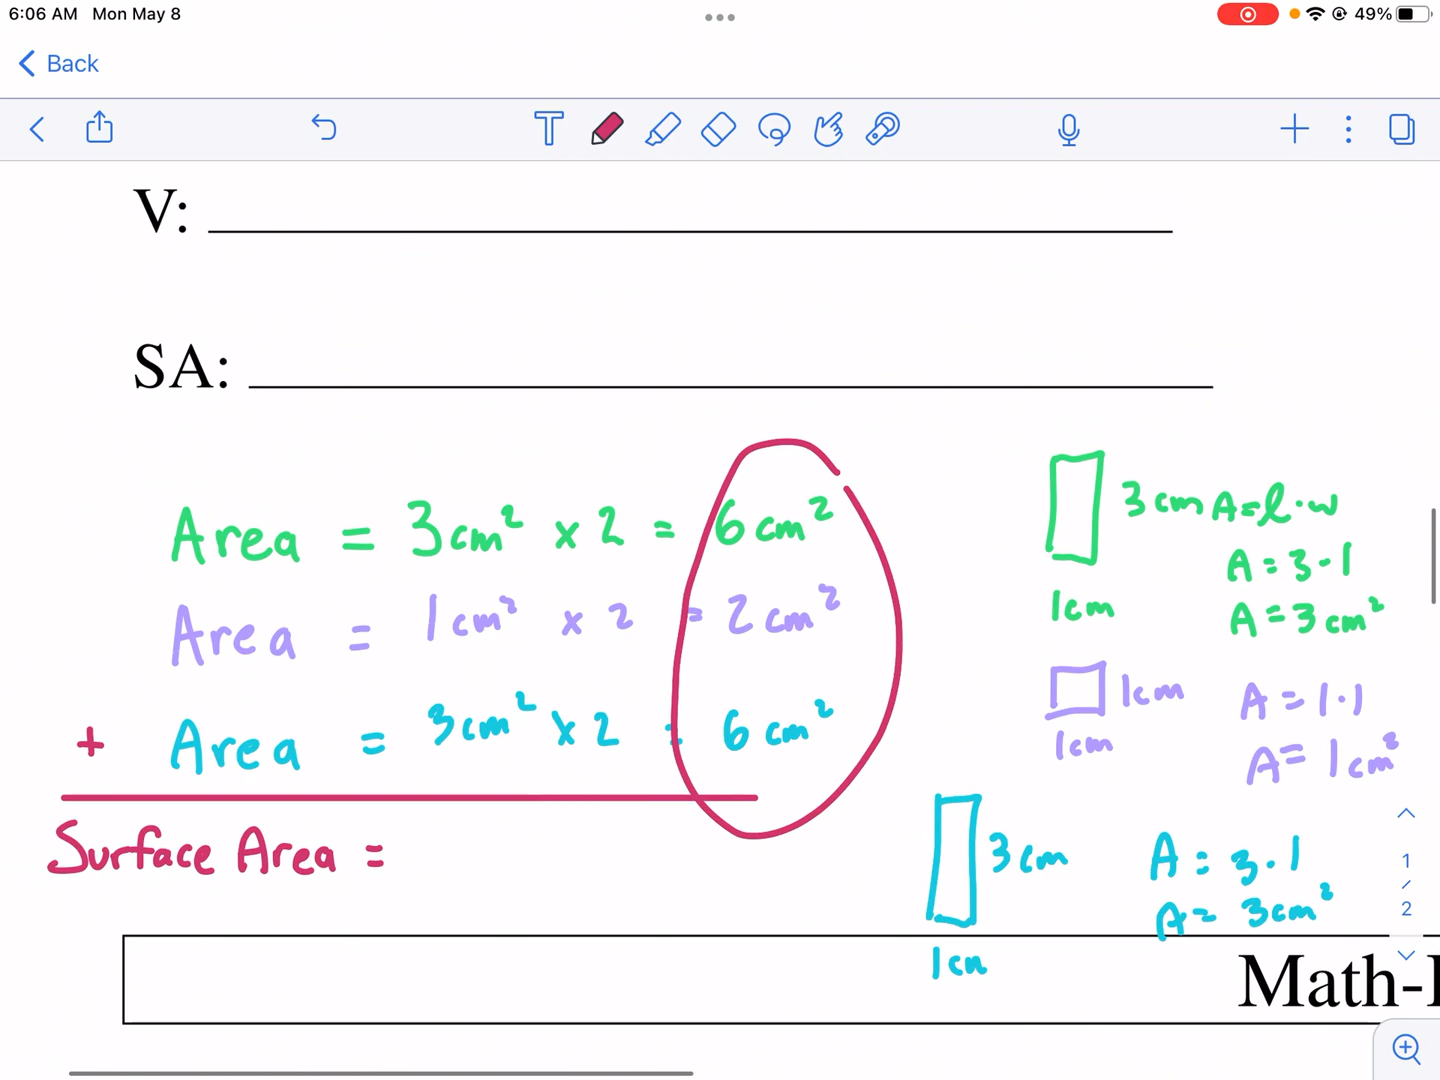 6:06 AM Mon May 8
49%
Back
V:
SA:
Area = 3cm² x 2 = 6cm²
Area = 1cm² x 2 = 2cm²
+ Area = 3cm² x 2 = 6cm²
Surface Area =
3cm A=l·w
A=3·1
1cm
A=3cm²
1cm A=1·1
1cm
A=1cm²
3cm A=3·1
A=3cm²
1cm
1
/
2
Math-